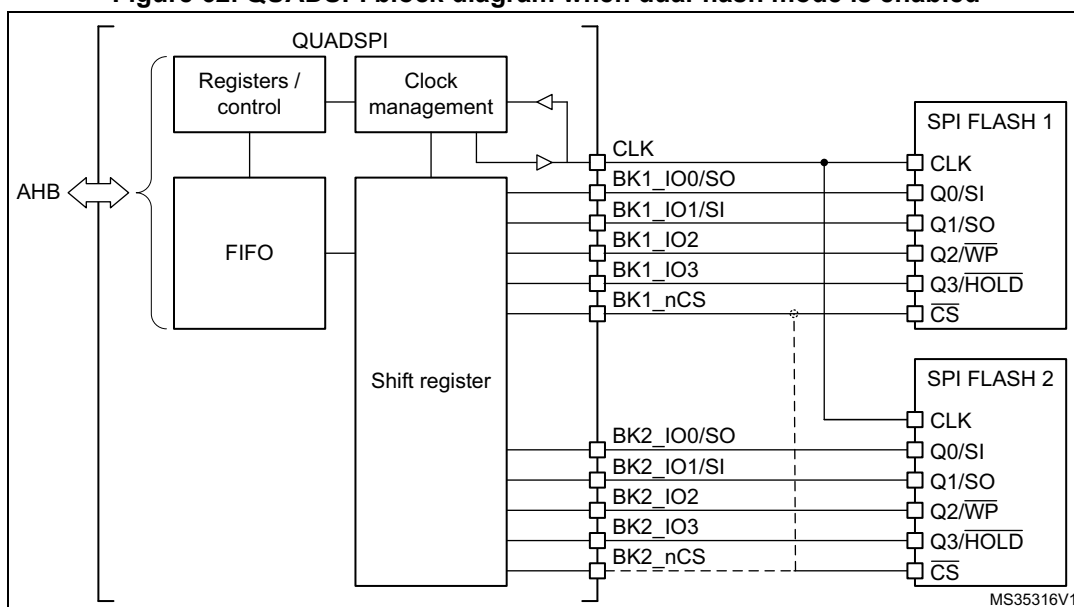 Figure 62. QUADSPI block diagram when dual-flash mode is enabled
QUADSPI
Registers /
control
Clock
management
AHB
FIFO
Shift register
CLK
BK1_IO0/SO
BK1_IO1/SI
BK1_IO2
BK1_IO3
BK1_nCS
BK2_IO0/SO
BK2_IO1/SI
BK2_IO2
BK2_IO3
BK2_nCS
SPI FLASH 1
CLK
Q0/SI
Q1/SO
Q2/WP
Q3/HOLD
CS
SPI FLASH 2
CLK
Q0/SI
Q1/SO
Q2/WP
Q3/HOLD
CS
MS35316V1